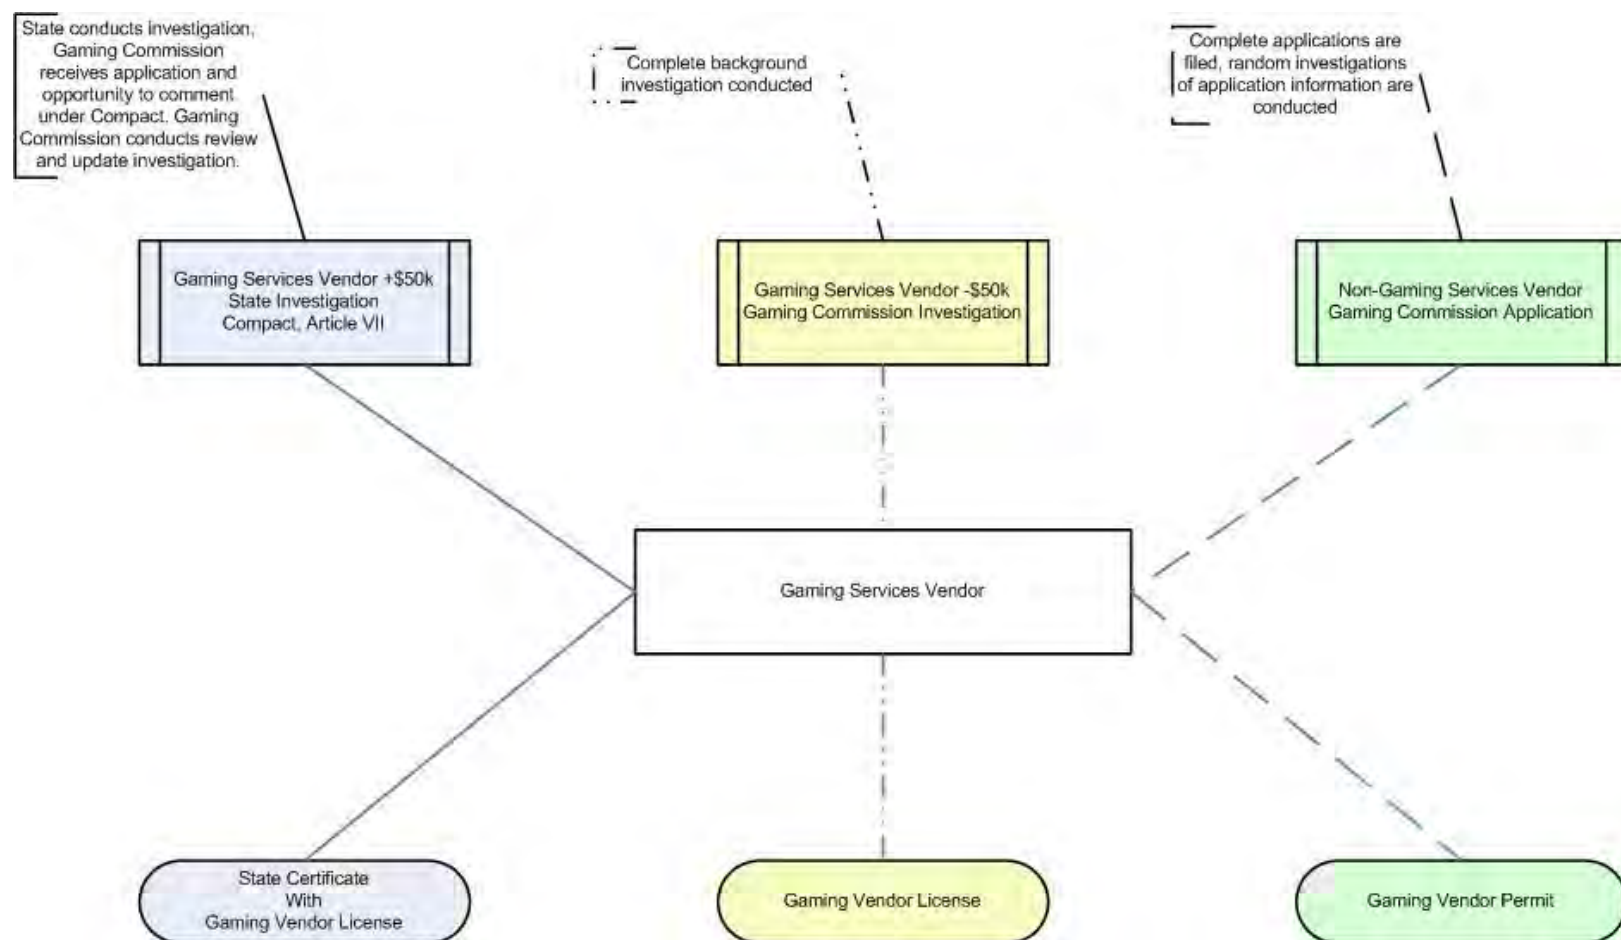 State conducts investigation,
Gaming Commission
receives application and
opportunity to comment
under Compact. Gaming
Commission conducts review
and update investigation.
Complete background
investigation conducted
Complete applications are
filed, random investigations
of application information are
conducted
Gaming Services Vendor +$50k
State Investigation
Compact, Article VII
Gaming Services Vendor -$50k
Gaming Commission Investigation
Non-Gaming Services Vendor
Gaming Commission Application
Gaming Services Vendor
State Certificate
With
Gaming Vendor License
Gaming Vendor License
Gaming Vendor Permit